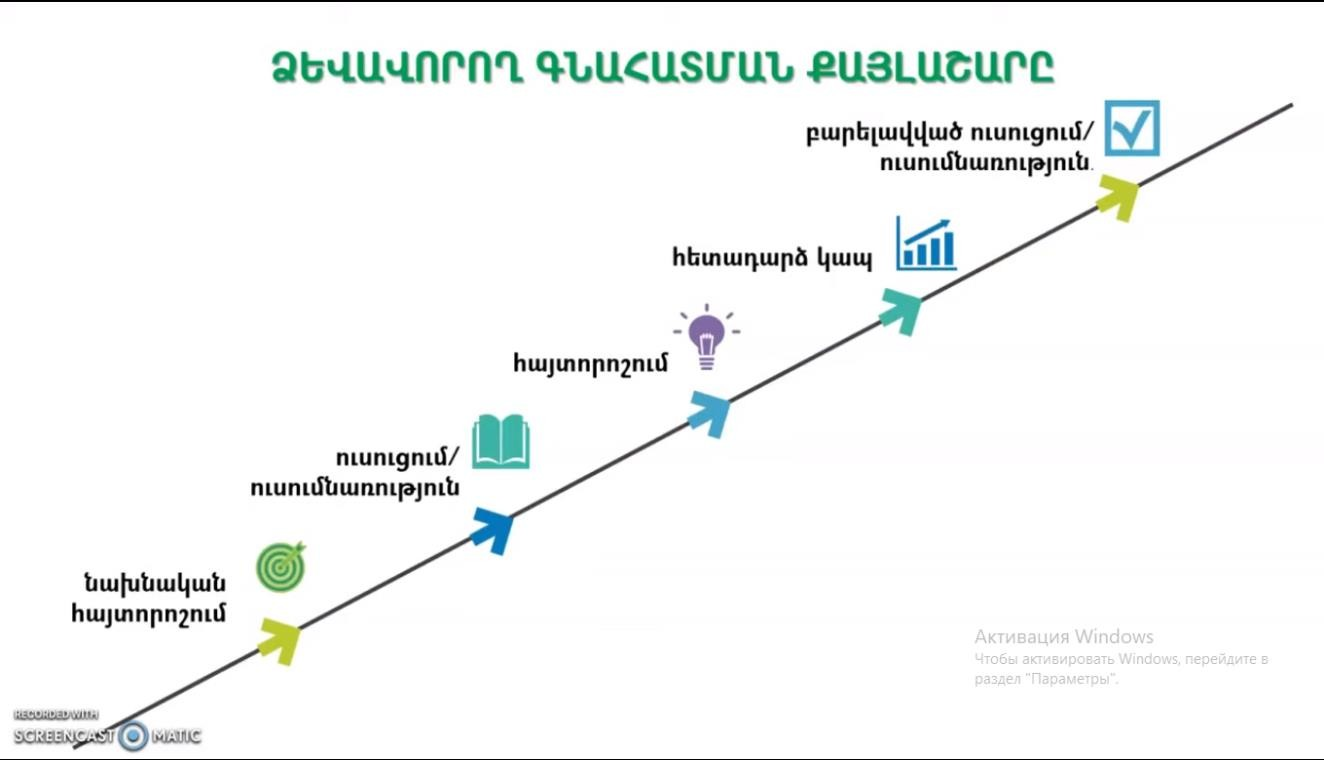 ՁԵՎԱՎՈՐՈՂ ԳՆԱՀԱՏՄԱՆ ՔԱՅԼԱՇԱՐԸ
բարելավված ուսուցում/
ուսումնառություն.
հետադարձ կապ
հայտորոշում
ուսուցում/
ուսումնառություն
նախնական
հայտորոշում
Активация Windows
Чтобы активировать Windows, перейдите в
раздел "Параметры".
RECORDED WITH
SCREENCAST MATIC